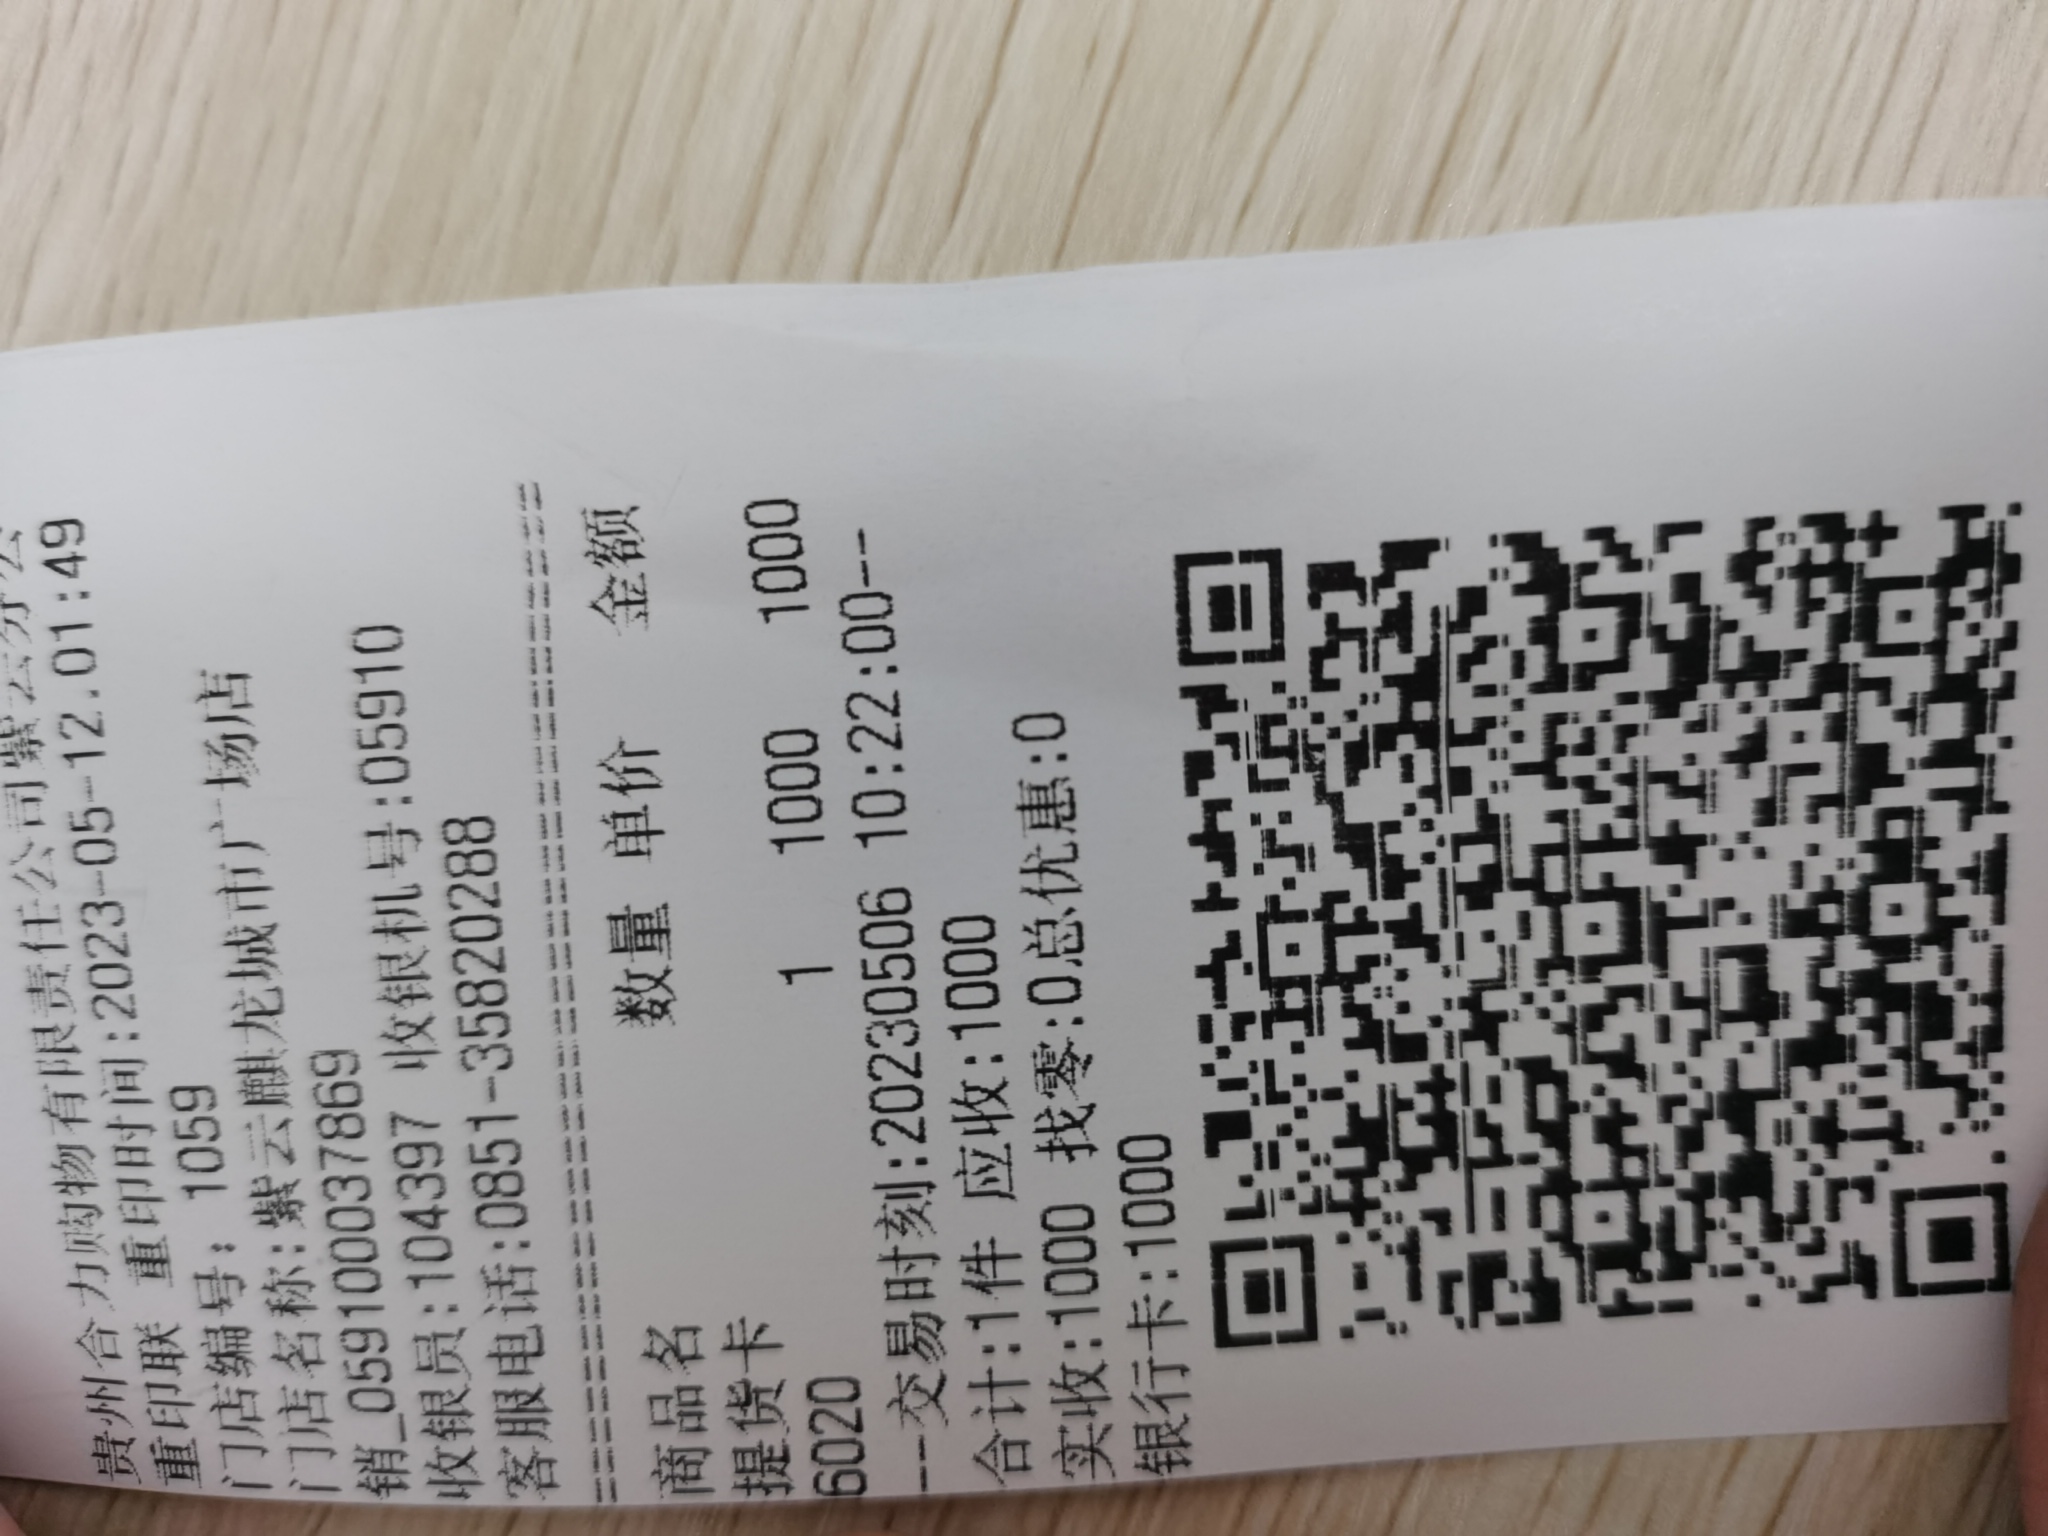 贵州合力购物有限责任公司紫云分公
重印联 重印时间:2023-05-12.01:49
门店编号: 1059
门店名称:紫云麒龙城市广场店
销_0591000378​69
收银员:104397 收银机号:05910
客服电话:0851-35820288
商品名 数量 单价 金额
提货卡 1 1000 1000
6020
--交易时刻:20230506 10:22:00--
合计:1件 应收:1000
实收:1000 找零:0总优惠:0
银行卡:1000